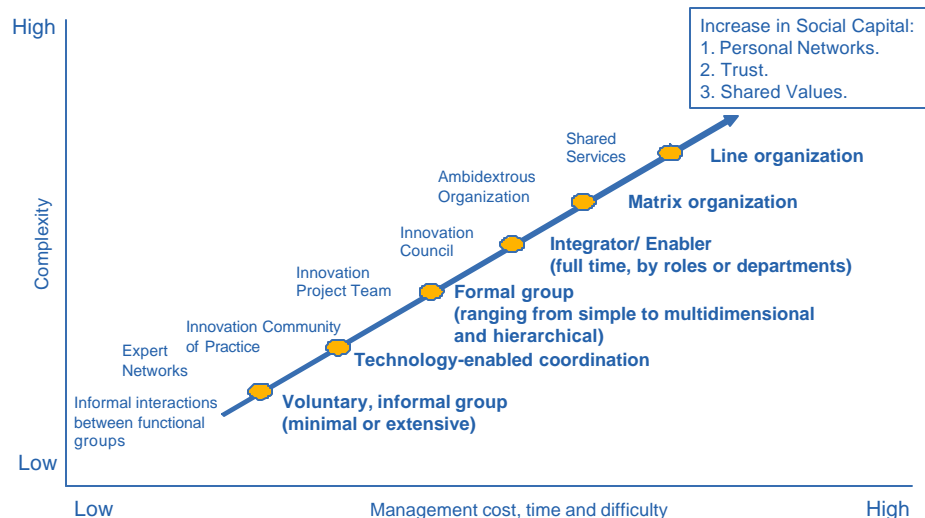 High
Increase in Social Capital:
1. Personal Networks.
2. Trust.
3. Shared Values.
Shared
Services
Line organization
Ambidextrous
Organization
Matrix organization
Innovation
Council
Integrator/ Enabler
(full time, by roles or departments)
Complexity
Innovation
Project Team
Formal group
(ranging from simple to multidimensional
and hierarchical)
Innovation Community
of Practice
Technology-enabled coordination
Expert
Networks
Voluntary, informal group
(minimal or extensive)
Informal interactions
between functional
groups
Low
Low
Management cost, time and difficulty
High